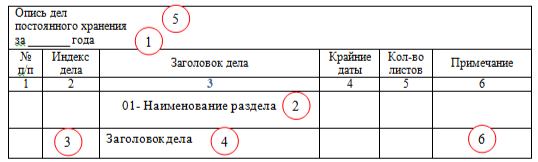 Опись дел 5
постоянного хранения
за ______ года 1
№ п/п Индекс дела Заголовок дела Крайние даты Кол-во листов Примечание
1 2 3 4 5 6
01- Наименование раздела 2
3 Заголовок дела 4 6